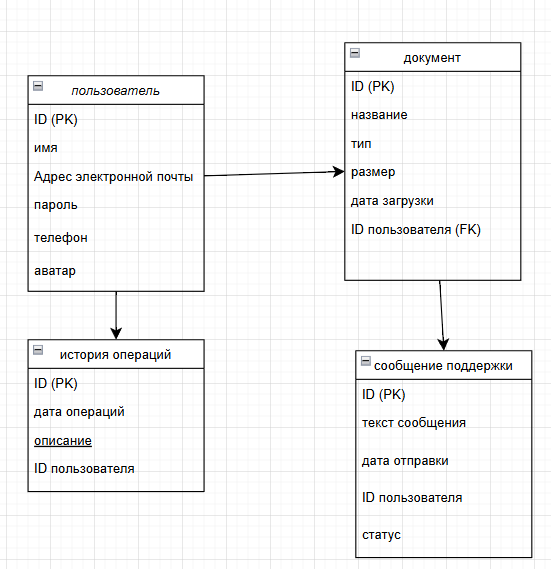 пользователь
ID (PK)
имя
Адрес электронной почты
пароль
телефон
аватар
документ
ID (PK)
название
тип
размер
дата загрузки
ID пользователя (FK)
история операций
ID (PK)
дата операций
описание
ID пользователя
сообщение поддержки
ID (PK)
текст сообщения
дата отправки
ID пользователя
статус